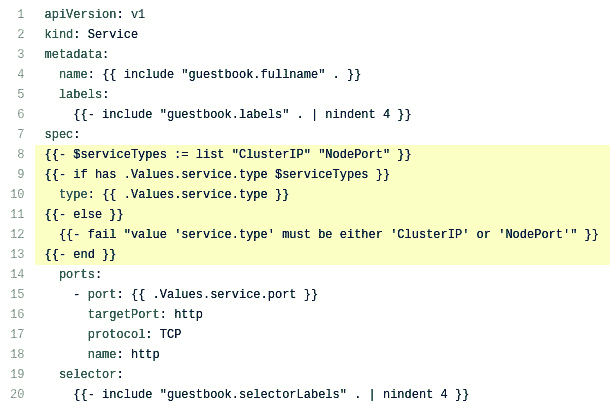 1 apiVersion: v1
2 kind: Service
3 metadata:
4   name: {{ include "guestbook.fullname" . }}
5   labels:
6     {{- include "guestbook.labels" . | nindent 4 }}
7 spec:
8 {{- $serviceTypes := list "ClusterIP" "NodePort" }}
9 {{- if has .Values.service.type $serviceTypes }}
10   type: {{ .Values.service.type }}
11 {{- else }}
12   {{- fail "value 'service.type' must be either 'ClusterIP' or 'NodePort'" }}
13 {{- end }}
14   ports:
15     - port: {{ .Values.service.port }}
16       targetPort: http
17       protocol: TCP
18       name: http
19   selector:
20     {{- include "guestbook.selectorLabels" . | nindent 4 }}